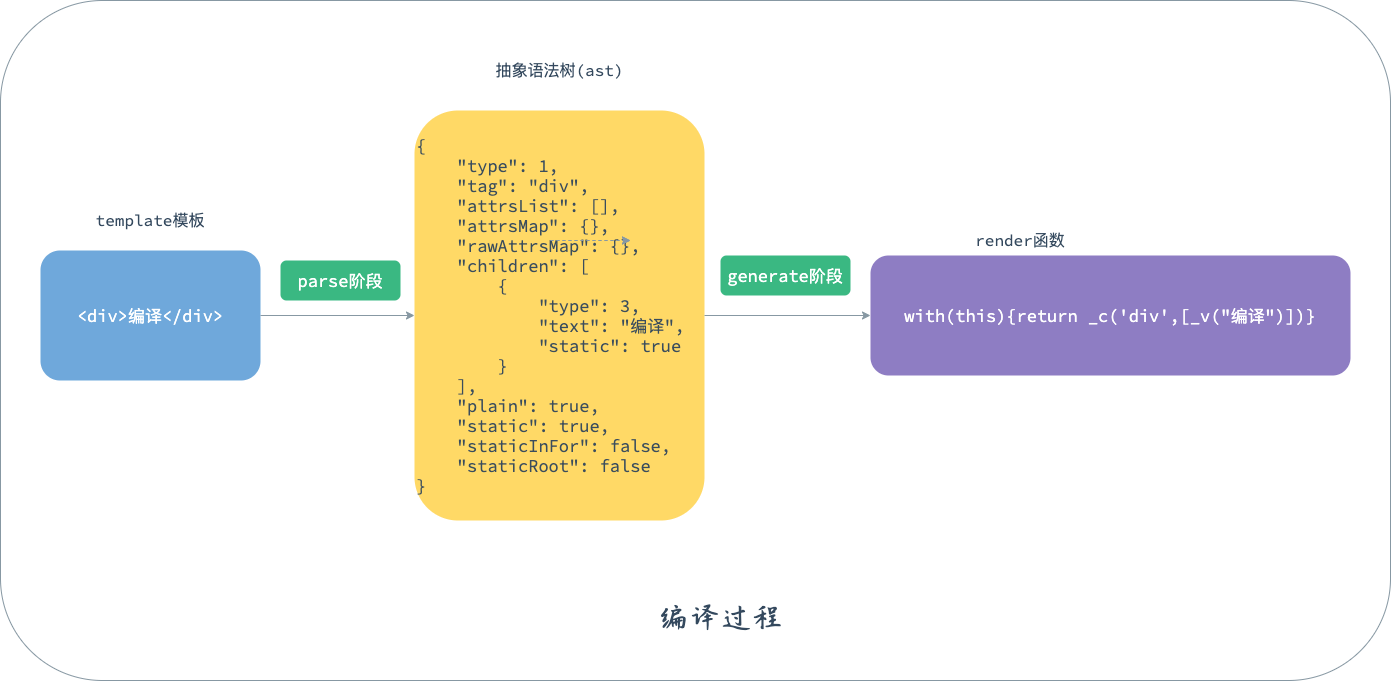 抽象语法树(ast)
template模板
<div>编译</div>
parse阶段
{
    "type": 1,
    "tag": "div",
    "attrsList": [],
    "attrsMap": {},
    "rawAttrsMap": {},
    "children": [
        {
            "type": 3,
            "text": "编译",
            "static": true
        }
    ],
    "plain": true,
    "static": true,
    "staticInFor": false,
    "staticRoot": false
}
generate阶段
render函数
with(this){return _c('div',[_v("编译")])}
编译过程